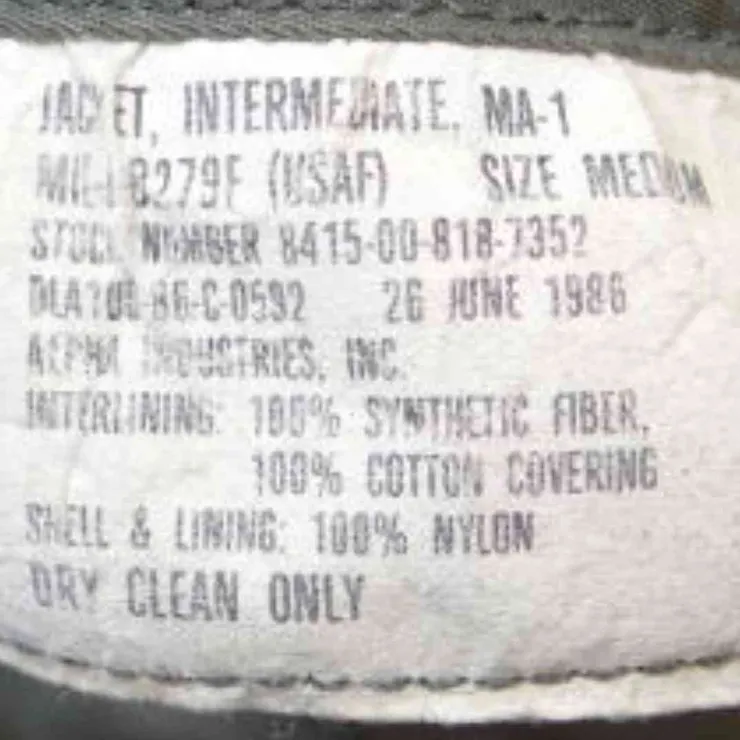 JACKET, INTERMEDIATE, MA-1
MIL-J-8279F (USAF) SIZE MEDIUM
STOCK NUMBER 8415-00-818-7352
DLA100-86-C-0592 26 JUNE 1986
ALPHA INDUSTRIES, INC.
INTERLINING: 100% SYNTHETIC FIBER,
100% COTTON COVERING
SHELL & LINING: 100% NYLON
DRY CLEAN ONLY